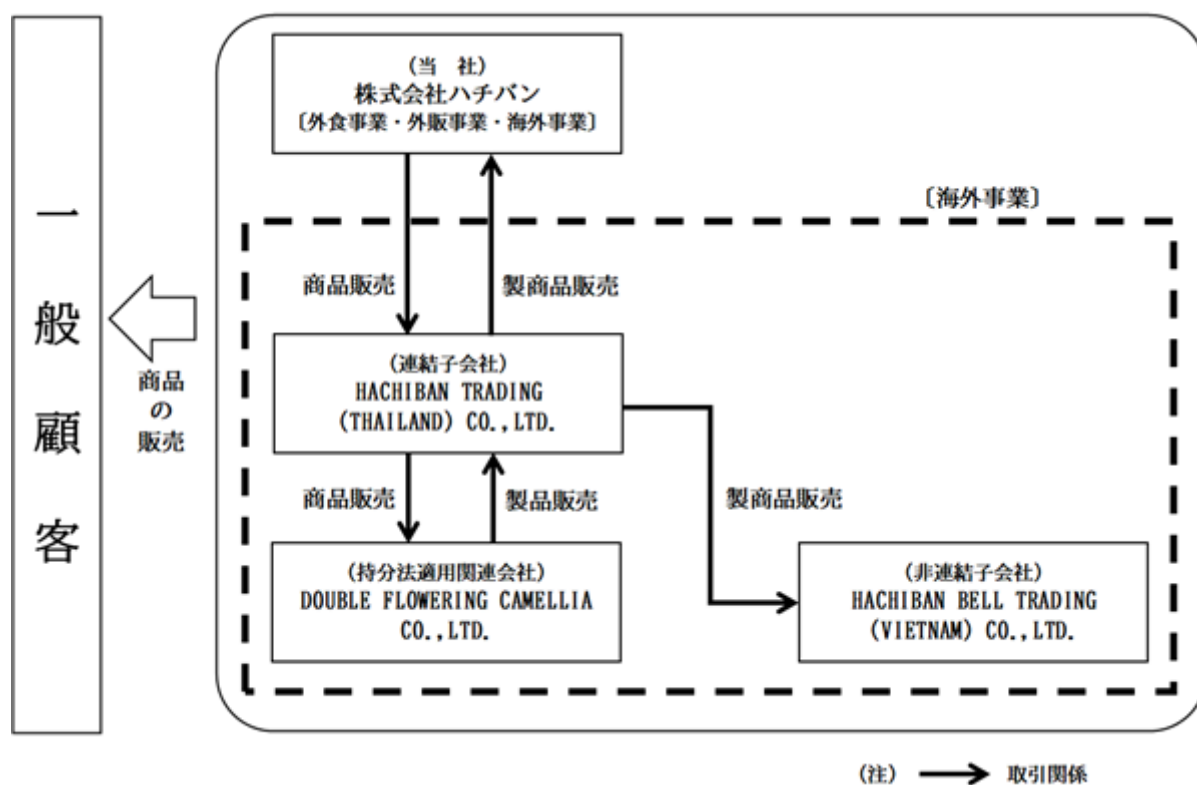 一般顧客
商品
の
販売
(当　社)
株式会社ハチバン
〔外食事業・外販事業・海外事業〕
〔海外事業〕
商品販売
製商品販売
(連結子会社)
HACHIBAN TRADING
(THAILAND) CO.,LTD.
商品販売
製品販売
製商品販売
(持分法適用関連会社)
DOUBLE FLOWERING CAMELLIA
CO.,LTD.
(非連結子会社)
HACHIBAN BELL TRADING
(VIETNAM) CO.,LTD.
(注)　取引関係